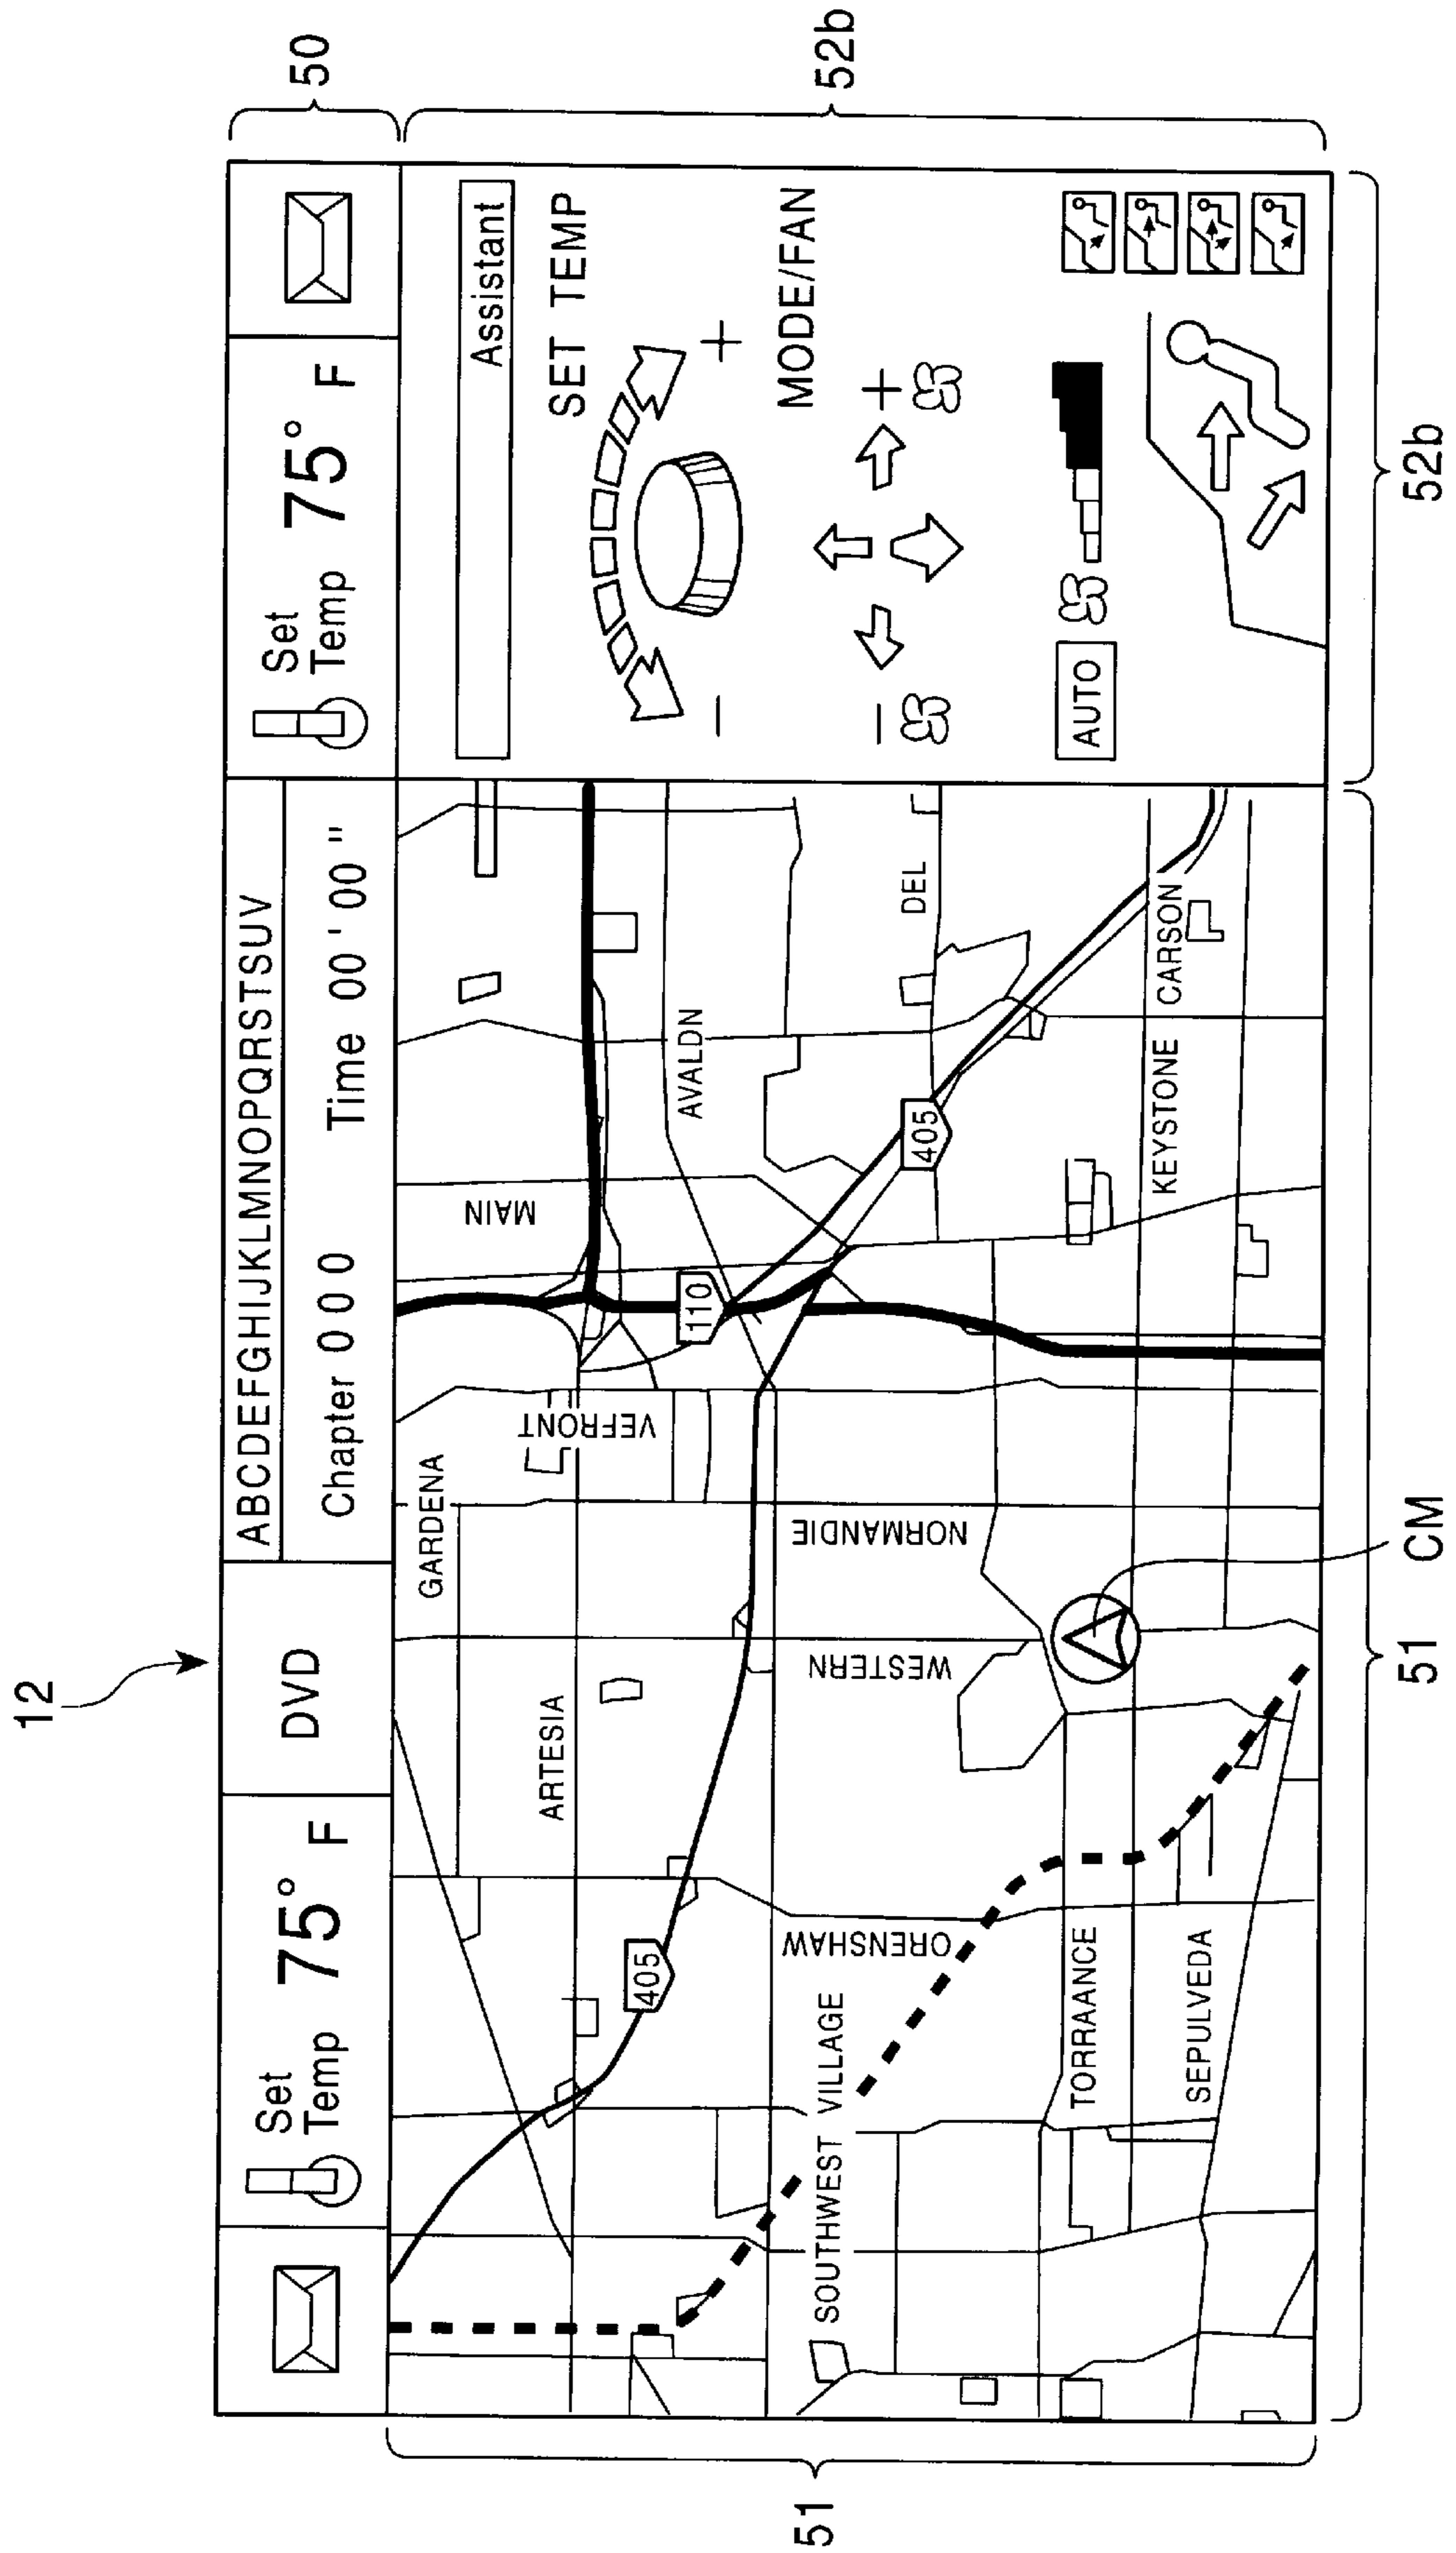 12
50
Set
Temp 75° F
DVD
ABCDEFGHIJKLMNOPQRSTSUV
Chapter 0 0 0 Time 00 ' 00 "
Set
Temp 75° F
51
52b
GARDENA
ARTESIA
VEFRONT
MAIN
405
110
AVALDN
NORMANDIE
WESTERN
ORENSHAW
SOUTHWEST VILLAGE
DEL
405
TORRAANCE
SEPULVEDA
KEYSTONE
CARSON
Assistant
SET TEMP
− +
MODE/FAN
− +
AUTO
51
CM
52b